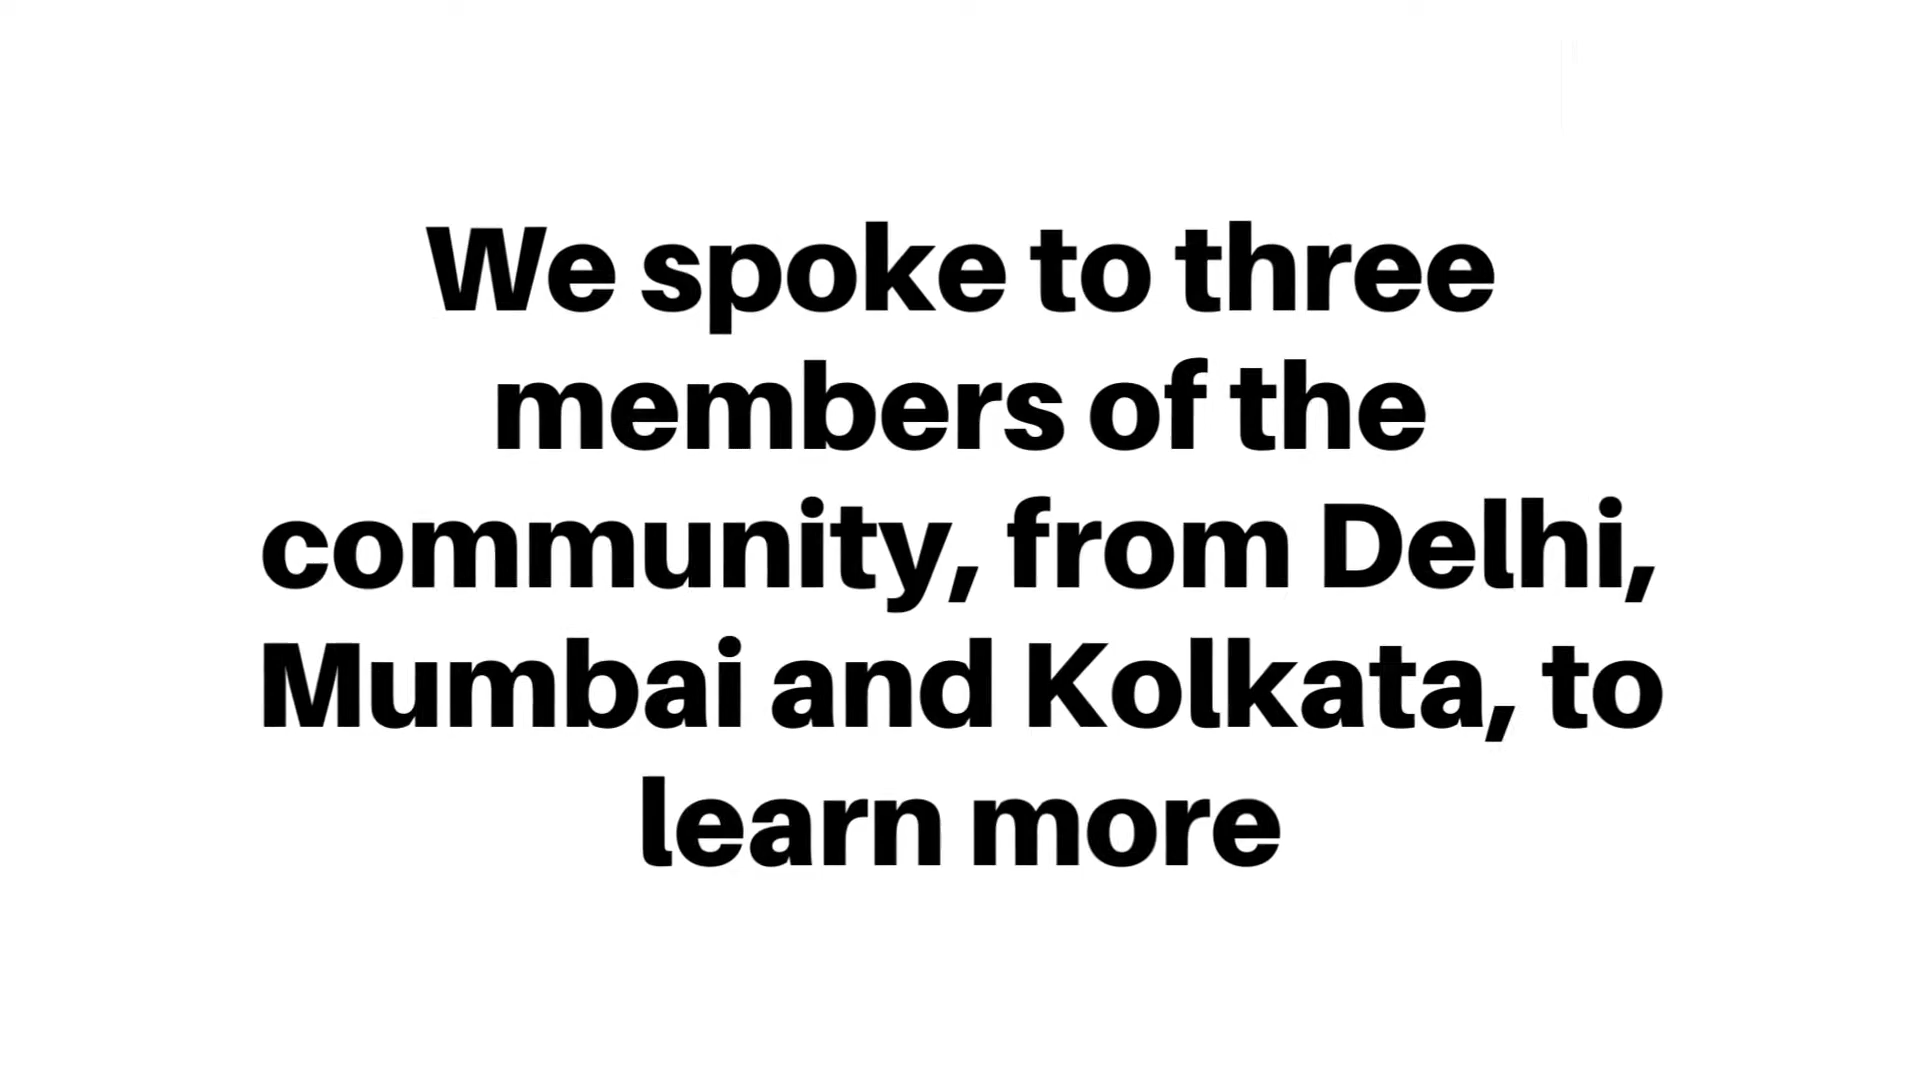 We spoke to three
members of the
community, from Delhi,
Mumbai and Kolkata, to
learn more